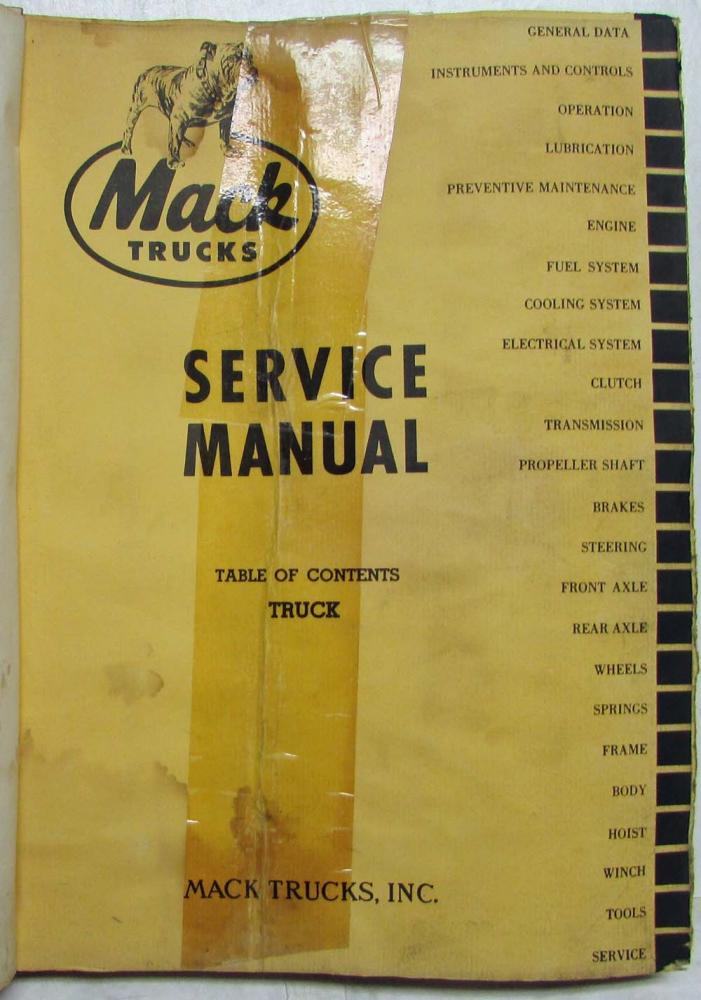 Mack
TRUCKS
SERVICE
MANUAL
TABLE OF CONTENTS
TRUCK
MACK TRUCKS, INC.
GENERAL DATA
INSTRUMENTS AND CONTROLS
OPERATION
LUBRICATION
PREVENTIVE MAINTENANCE
ENGINE
FUEL SYSTEM
COOLING SYSTEM
ELECTRICAL SYSTEM
CLUTCH
TRANSMISSION
PROPELLER SHAFT
BRAKES
STEERING
FRONT AXLE
REAR AXLE
WHEELS
SPRINGS
FRAME
BODY
HOIST
WINCH
TOOLS
SERVICE